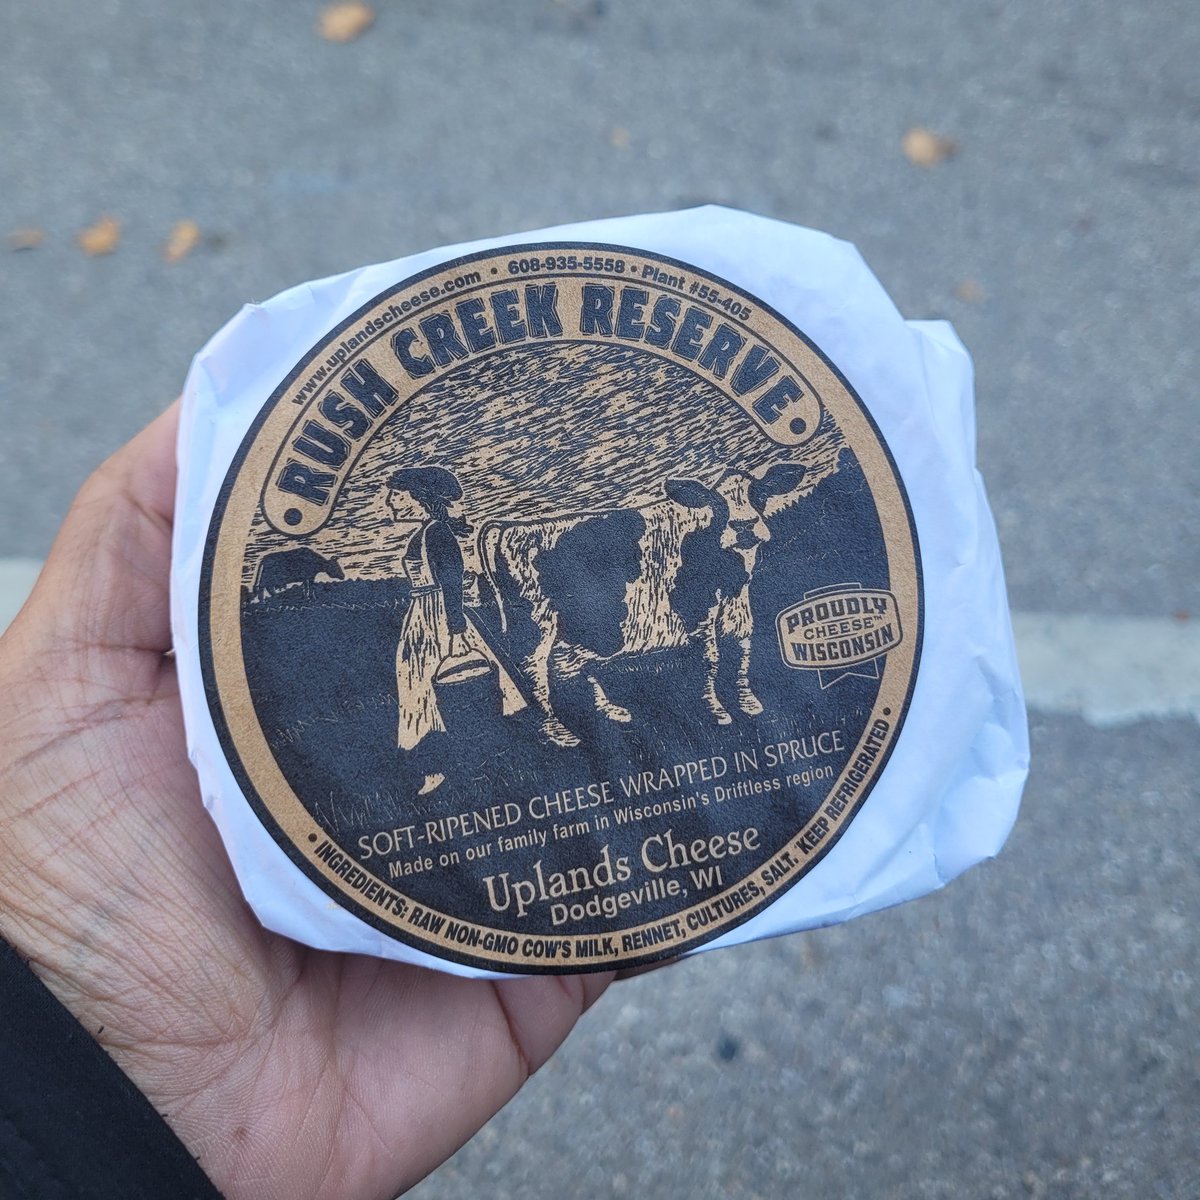 www.uplandscheese.com • 608-935-5558 • Plant #55-405
RUSH CREEK RESERVE
PROUDLY
CHEESE™
WISCONSIN
SOFT-RIPENED CHEESE WRAPPED IN SPRUCE
Made on our family farm in Wisconsin's Driftless region
Uplands Cheese
Dodgeville, WI
• INGREDIENTS: RAW NON-GMO COW'S MILK, RENNET, CULTURES, SALT. KEEP REFRIGERATED •